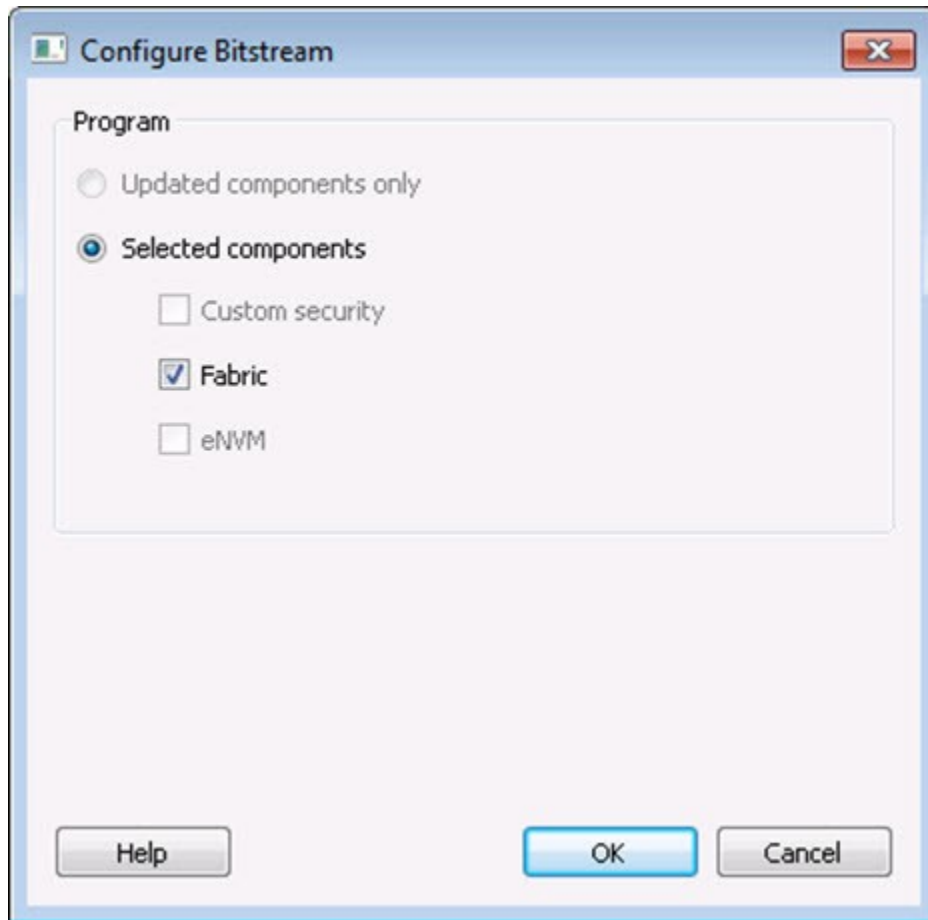 Configure Bitstream
Program
Updated components only
Selected components
Custom security
Fabric
eNVM
Help
OK
Cancel